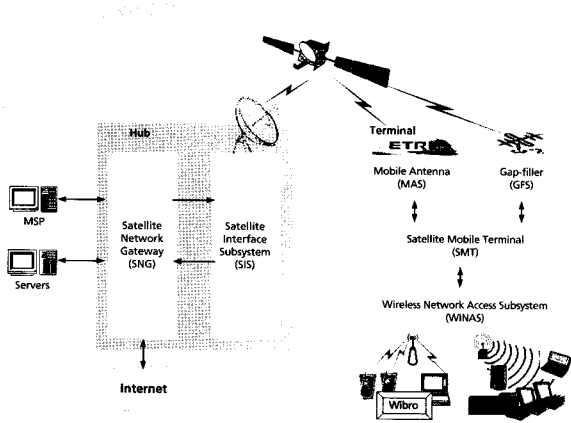 Hub
Terminal
ETRI
Mobile Antenna
(MAS)
Gap-filler
(GFS)
MSP
Servers
Satellite
Network
Gateway
(SNG)
Satellite
Interface
Subsystem
(SIS)
Satellite Mobile Terminal
(SMT)
Wireless Network Access Subsystem
(WINAS)
Internet
Wibro